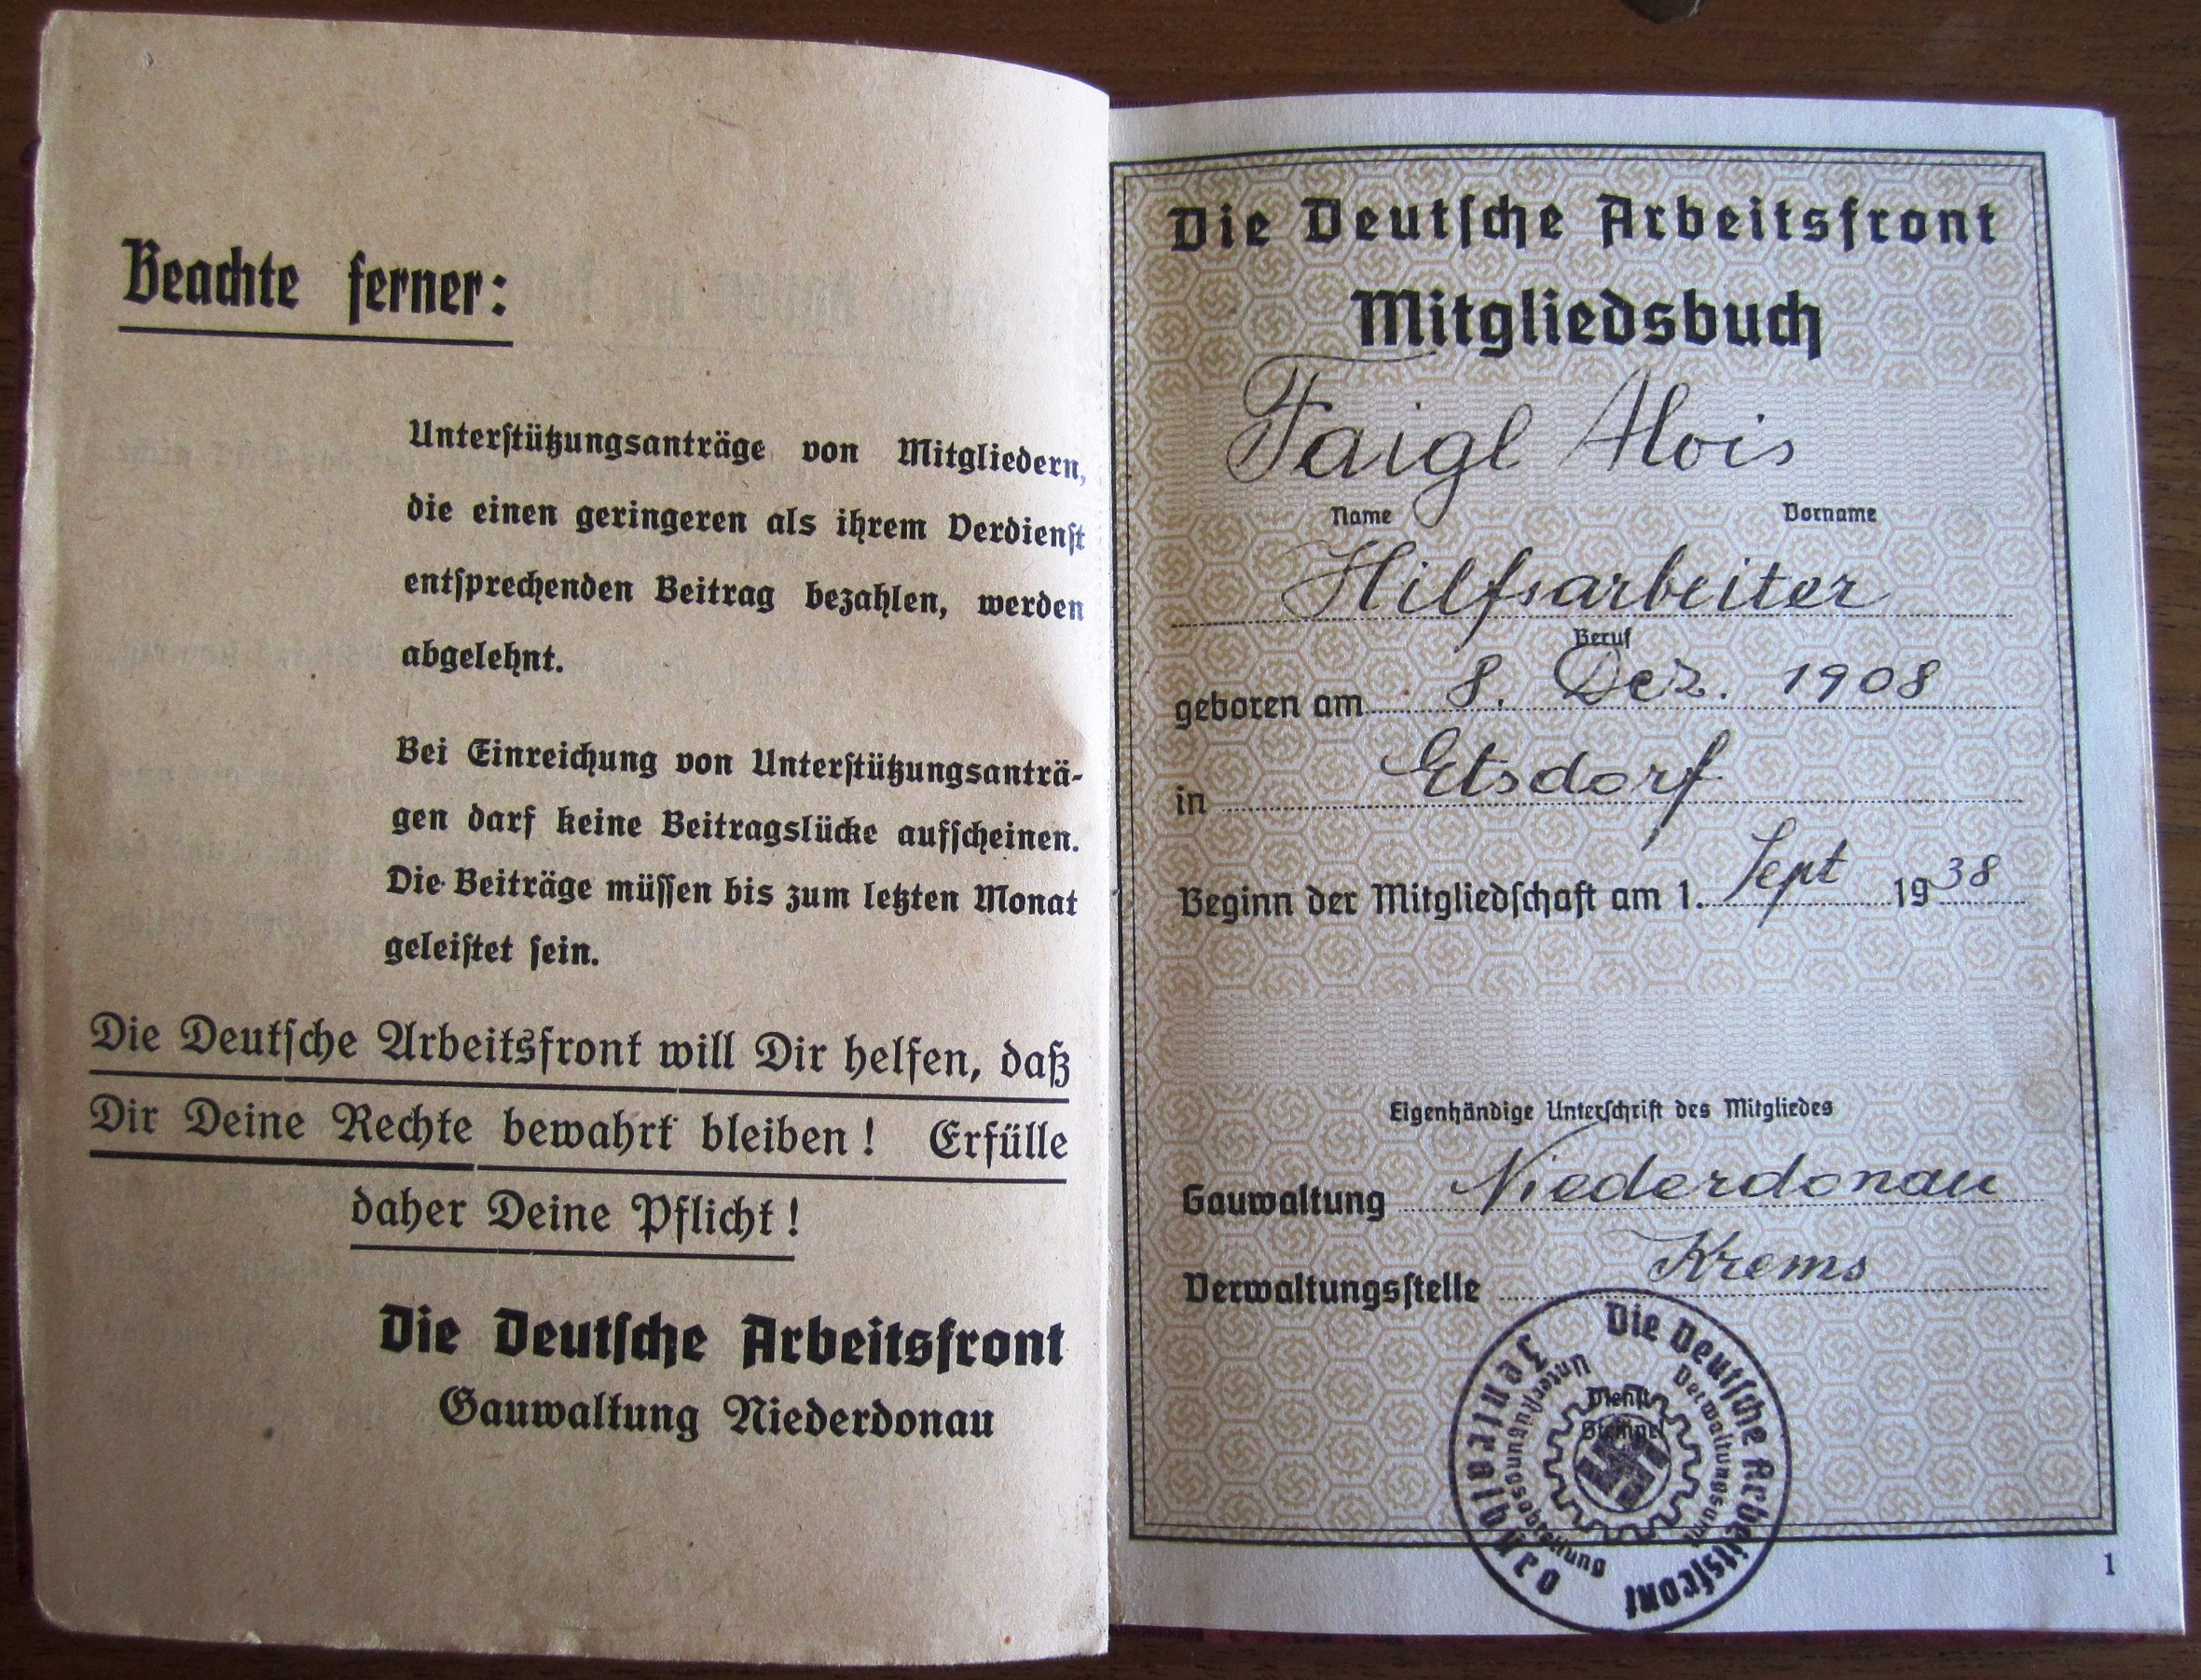 Beachte ferner:
Unterstützungsanträge von Mitgliedern,
die einen geringeren als ihrem Verdienst
entsprechenden Beitrag bezahlen, werden
abgelehnt.
Bei Einreichung von Unterstützungsanträ-
gen darf keine Beitragslücke aufscheinen.
Die Beiträge müssen bis zum letzten Monat
geleistet sein.
Die Deutsche Arbeitsfront will Dir helfen, daß
Dir Deine Rechte bewahrt bleiben! Erfülle
daher Deine Pflicht!
Die Deutsche Arbeitsfront
Gauwaltung Niederdonau
Die Deutsche Arbeitsfront
Mitgliedsbuch
Faigl Alois
Name Vorname
Hilfsarbeiter
Beruf
geboren am 8. Dez. 1908
in Etsdorf
Beginn der Mitgliedschaft am 1. Sept 1938
Eigenhändige Unterschrift des Mitgliedes
Gauwaltung Niederdonau
Verwaltungsstelle Krems
Die Deutsche Arbeitsfront
Zentralbüro
Verwaltungsamt
Unterstützungsabteilung
Dienst-
Stempel
1